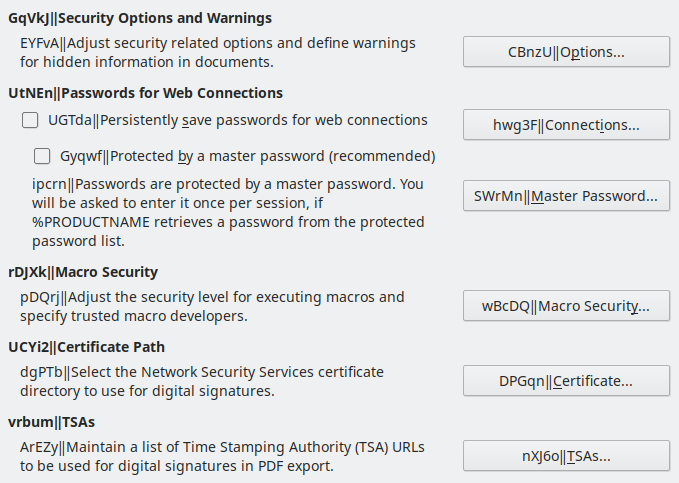 GqVkJ‖Security Options and Warnings
EYFvA‖Adjust security related options and define warnings
for hidden information in documents.
CBnzU‖Options...
UtNEn‖Passwords for Web Connections
UGTda‖Persistently save passwords for web connections
hwg3F‖Connections...
Gyqwf‖Protected by a master password (recommended)
ipcrn‖Passwords are protected by a master password. You
will be asked to enter it once per session, if
%PRODUCTNAME retrieves a password from the protected
password list.
SWrMn‖Master Password...
rDJXk‖Macro Security
pDQrj‖Adjust the security level for executing macros and
specify trusted macro developers.
wBcDQ‖Macro Security...
UCYi2‖Certificate Path
dgPTb‖Select the Network Security Services certificate
directory to use for digital signatures.
DPGqn‖Certificate...
vrbum‖TSAs
ArEZy‖Maintain a list of Time Stamping Authority (TSA) URLs
to be used for digital signatures in PDF export.
nXJ6o‖TSAs...